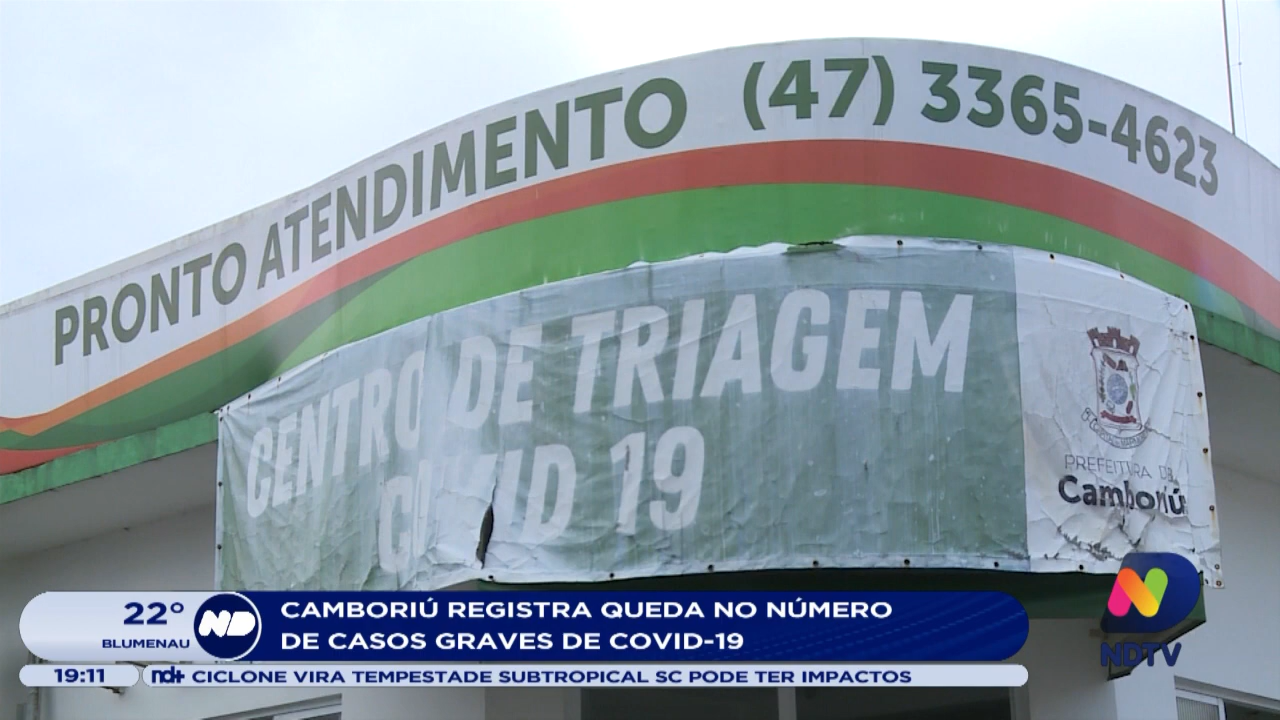 PRONTO ATENDIMENTO (47) 3365-4623
CENTRO DE TRIAGEM
COVID 19
PREFEITURA DE
Camboriú
22°
BLUMENAU
ND
CAMBORIÚ REGISTRA QUEDA NO NÚMERO
DE CASOS GRAVES DE COVID-19
19:11
nd+ CICLONE VIRA TEMPESTADE SUBTROPICAL SC PODE TER IMPACTOS
NDTV